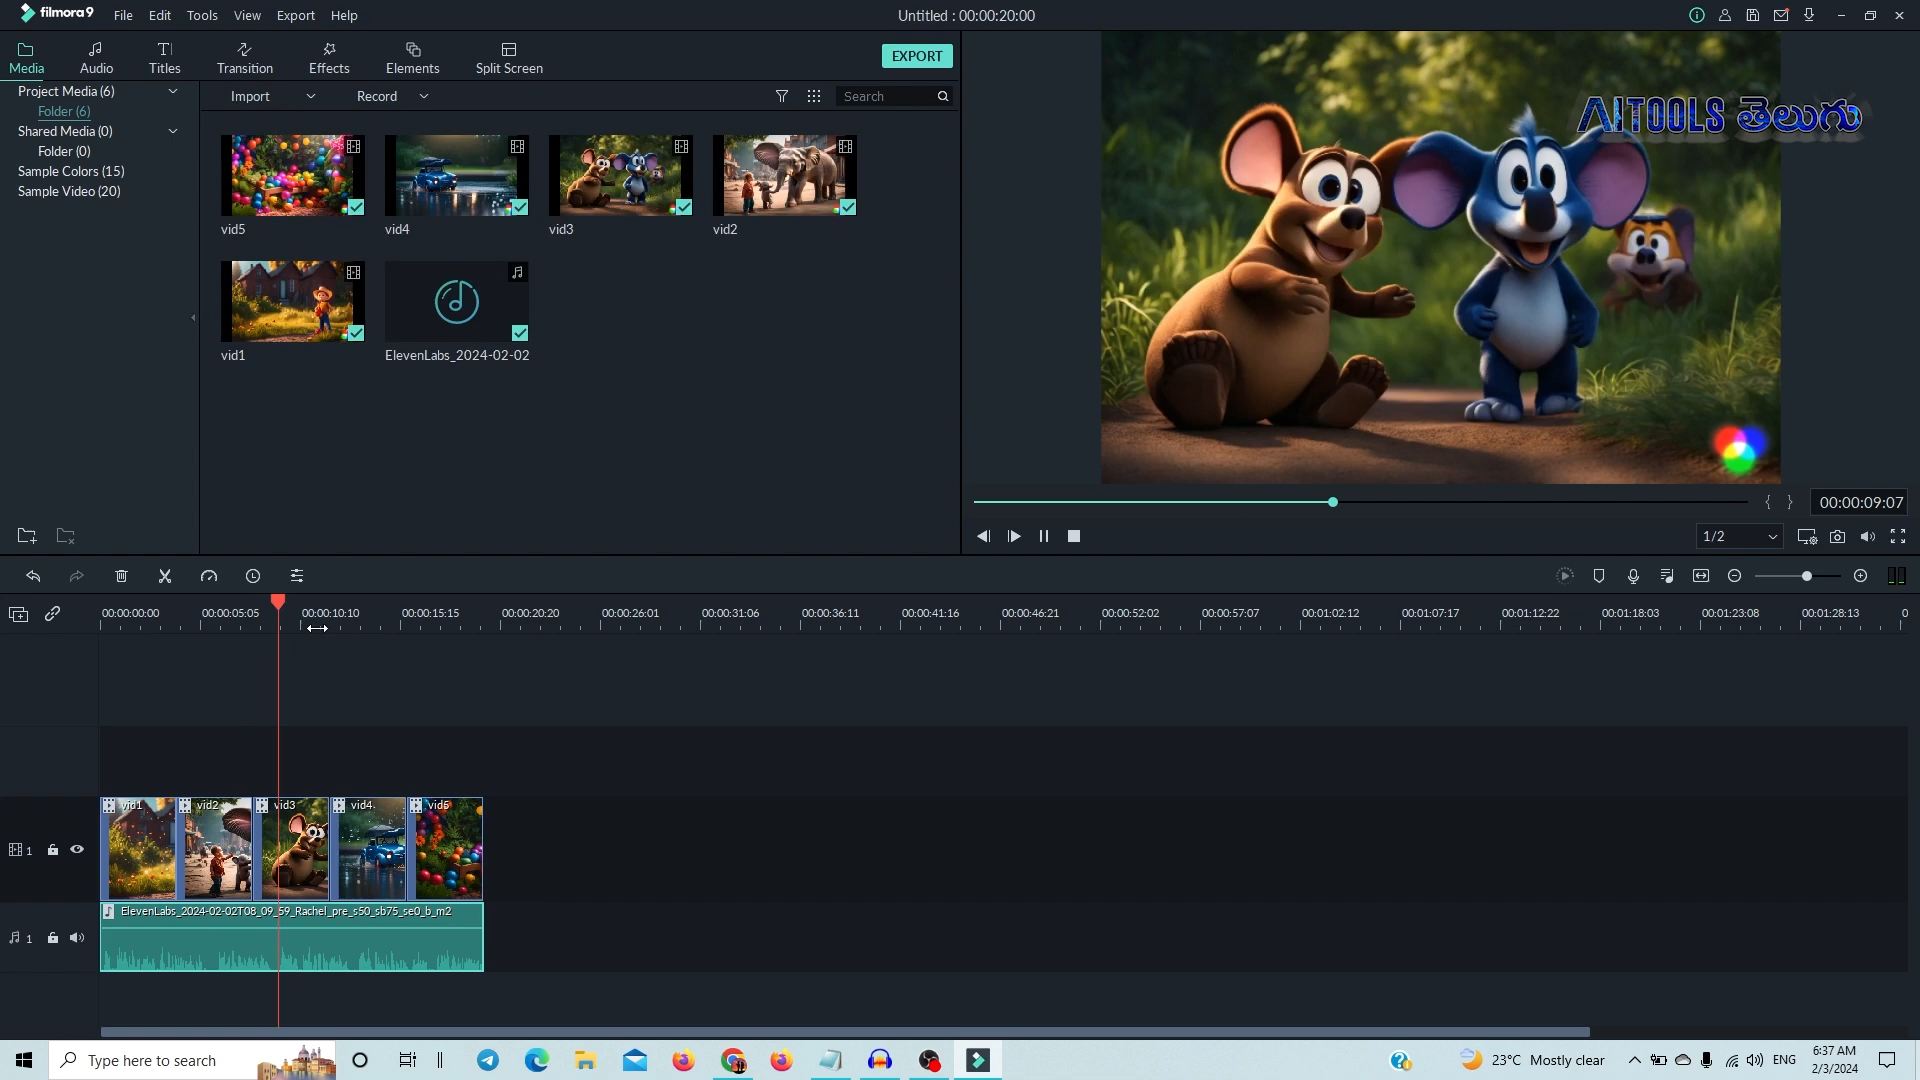 filmora9 File Edit Tools View Export Help Untitled : 00:00:20:00
Media Audio Titles Transition Effects Elements Split Screen EXPORT
Project Media (6)
Folder (6)
Shared Media (0)
Folder (0)
Sample Colors (15)
Sample Video (20)
Import Record Search
vid5 vid4 vid3 vid2
vid1 ElevenLabs_2024-02-02
AITOOLS తెలుగు
{ } 00:00:09:07
1/2
00:00:00:00 00:00:05:05 00:00:10:10 00:00:15:15 00:00:20:20 00:00:26:01 00:00:31:06 00:00:36:11 00:00:41:16 00:00:46:21 00:00:52:02 00:00:57:07 00:01:02:12 00:01:07:17 00:01:12:22 00:01:18:03 00:01:23:08 00:01:28:13 0
vid1 vid2 vid3 vid4 vid5
1
ElevenLabs_2024-02-02T08_09_59_Rachel_pre_s50_sb75_se0_b_m2
1
Type here to search 23°C Mostly clear ENG 6:37 AM
2/3/2024